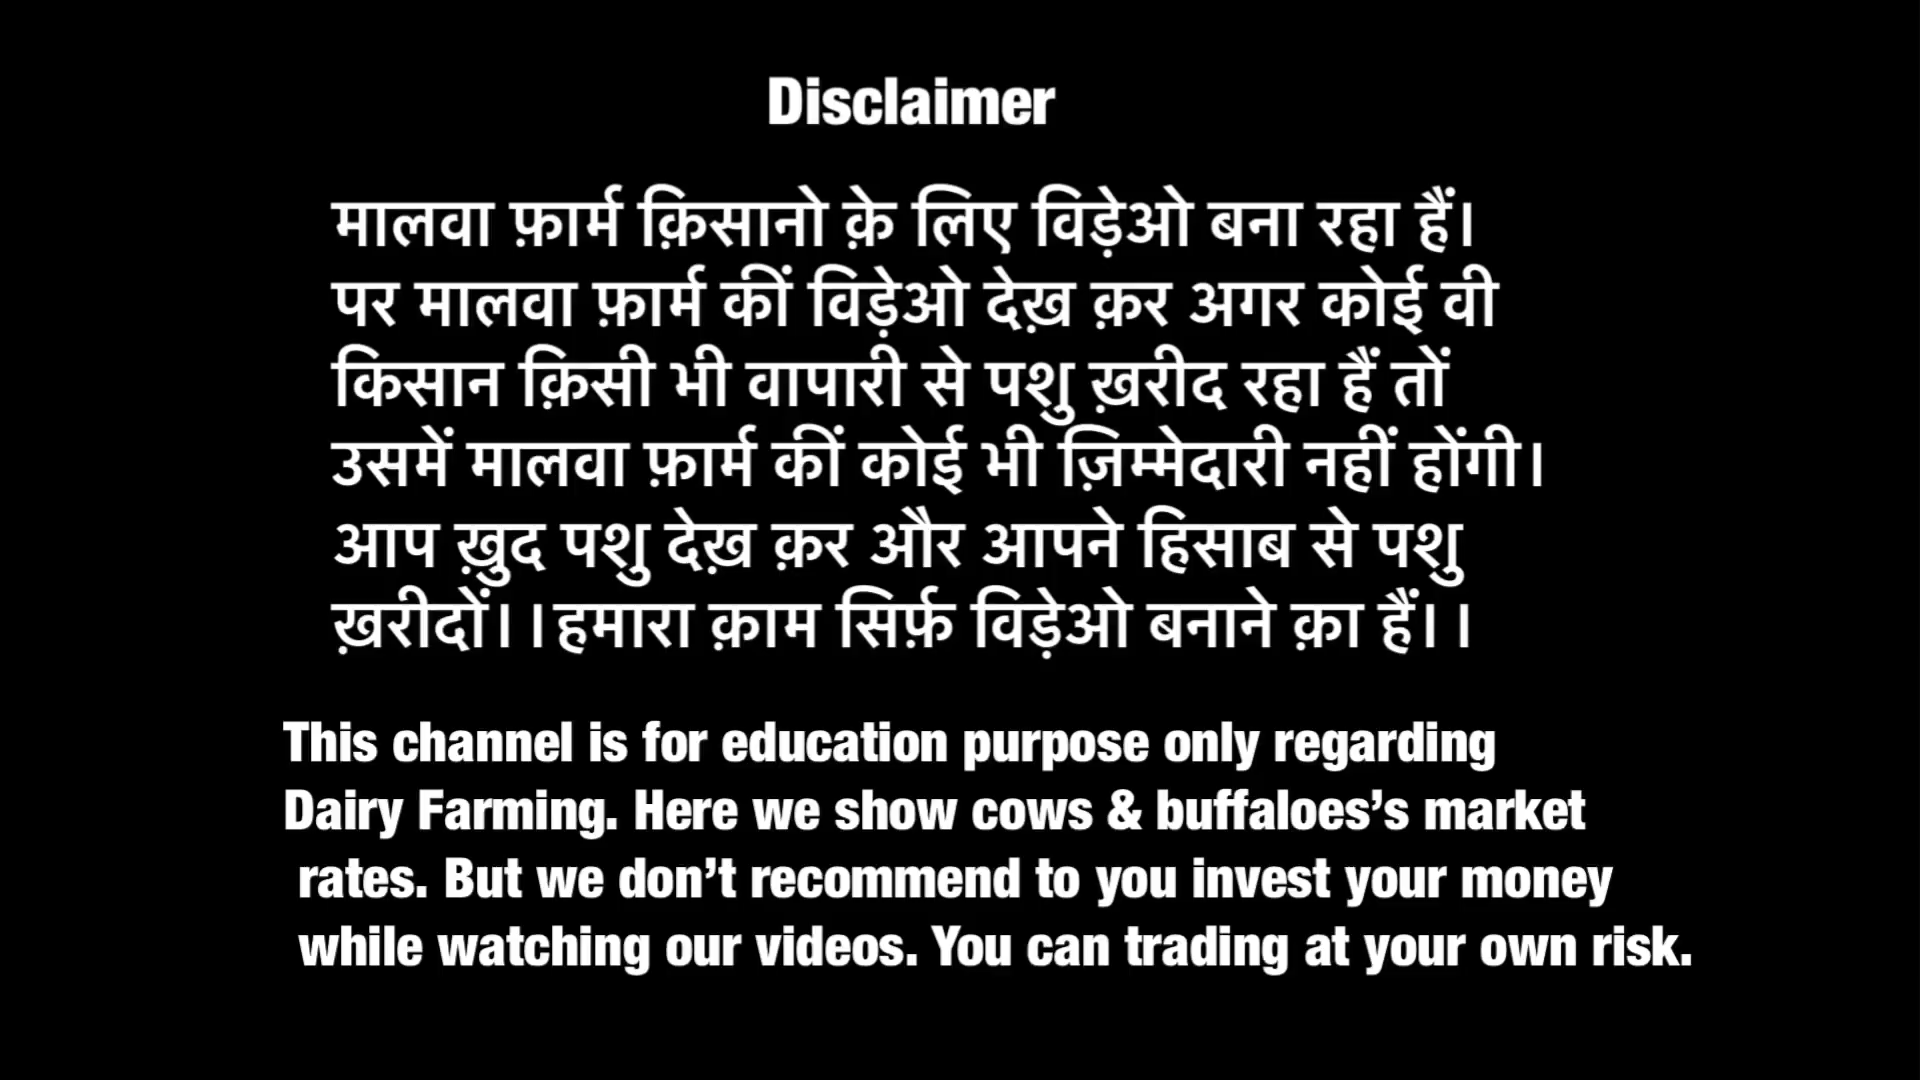 Disclaimer
मालवा फ़ार्म क़िसानो क़े लिए विड़ेओ बना रहा हैं।
पर मालवा फ़ार्म कीं विड़ेओ देख़ क़र अगर कोई वी
किसान क़िसी भी वापारी से पशु ख़रीद रहा हैं तों
उसमें मालवा फ़ार्म कीं कोई भी ज़िम्मेदारी नहीं होंगी।
आप ख़ुद पशु देख़ क़र और आपने हिसाब से पशु
ख़रीदों।।हमारा क़ाम सिर्फ़ विड़ेओ बनाने क़ा हैं।।
This channel is for education purpose only regarding
Dairy Farming. Here we show cows & buffaloes’s market
rates. But we don’t recommend to you invest your money
while watching our videos. You can trading at your own risk.